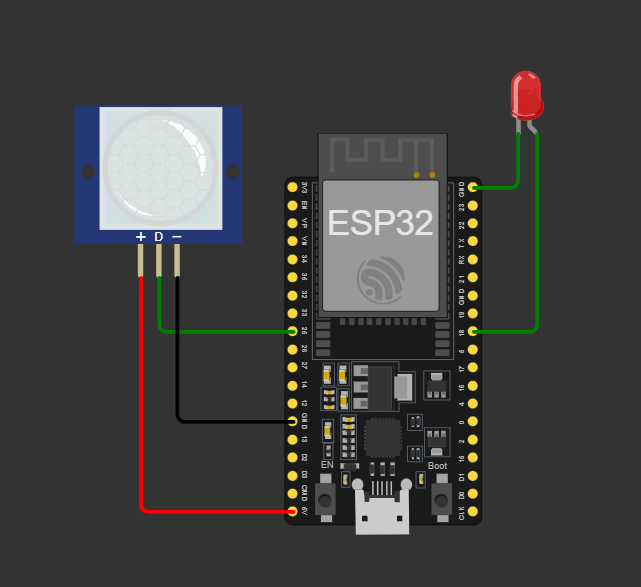 + D −
ESP32
3V3
EN
VP
VN
34
35
32
33
25
26
27
14
12
GND
13
D2
D3
CMD
5V
GND
23
22
TX
RX
21
GND
19
18
5
17
16
4
0
2
15
D1
D0
CLK
EN
Boot